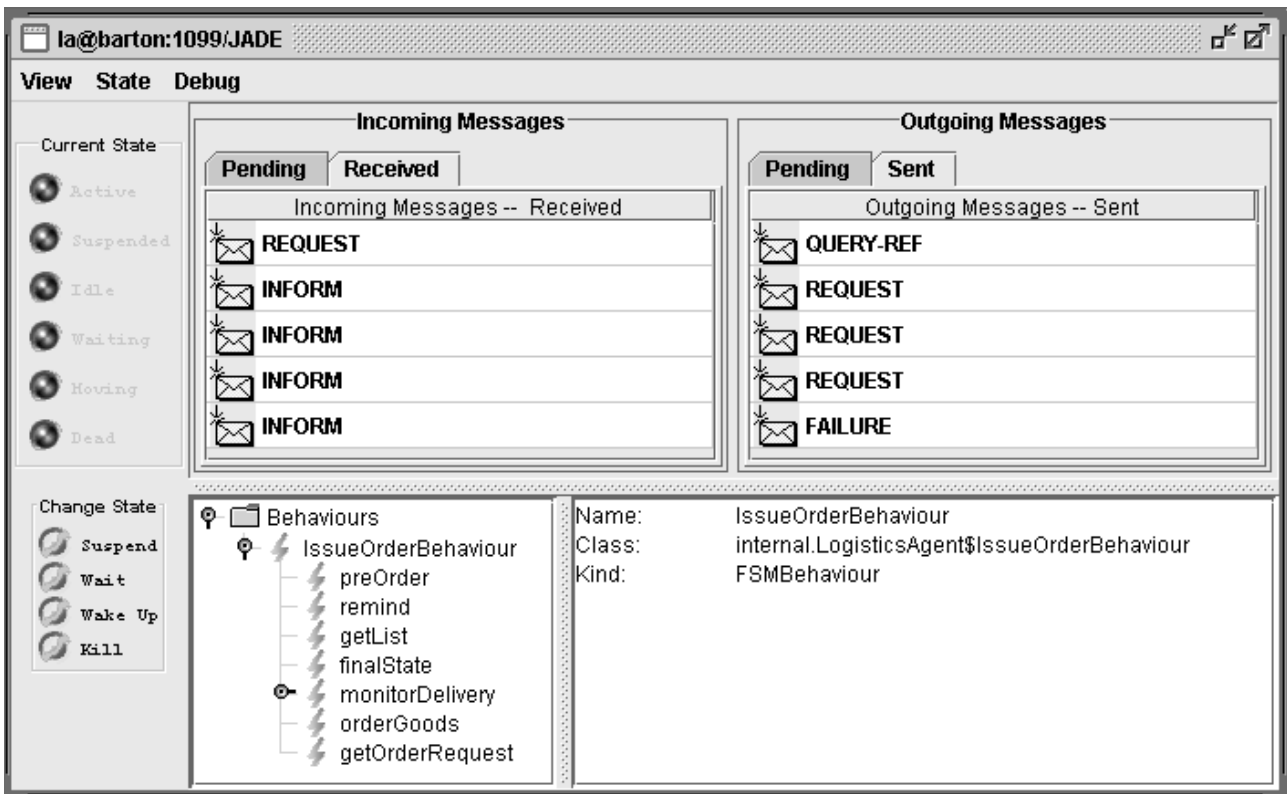 la@barton:1099/JADE
View State Debug
Current State
Active
Suspended
Idle
Waiting
Moving
Dead
Incoming Messages
Pending Received
Incoming Messages -- Received
REQUEST
INFORM
INFORM
INFORM
INFORM
Outgoing Messages
Pending Sent
Outgoing Messages -- Sent
QUERY-REF
REQUEST
REQUEST
REQUEST
FAILURE
Change State
Suspend
Wait
Wake Up
Kill
Behaviours
IssueOrderBehaviour
preOrder
remind
getList
finalState
monitorDelivery
orderGoods
getOrderRequest
Name: IssueOrderBehaviour
Class: internal.LogisticsAgent$IssueOrderBehaviour
Kind: FSMBehaviour